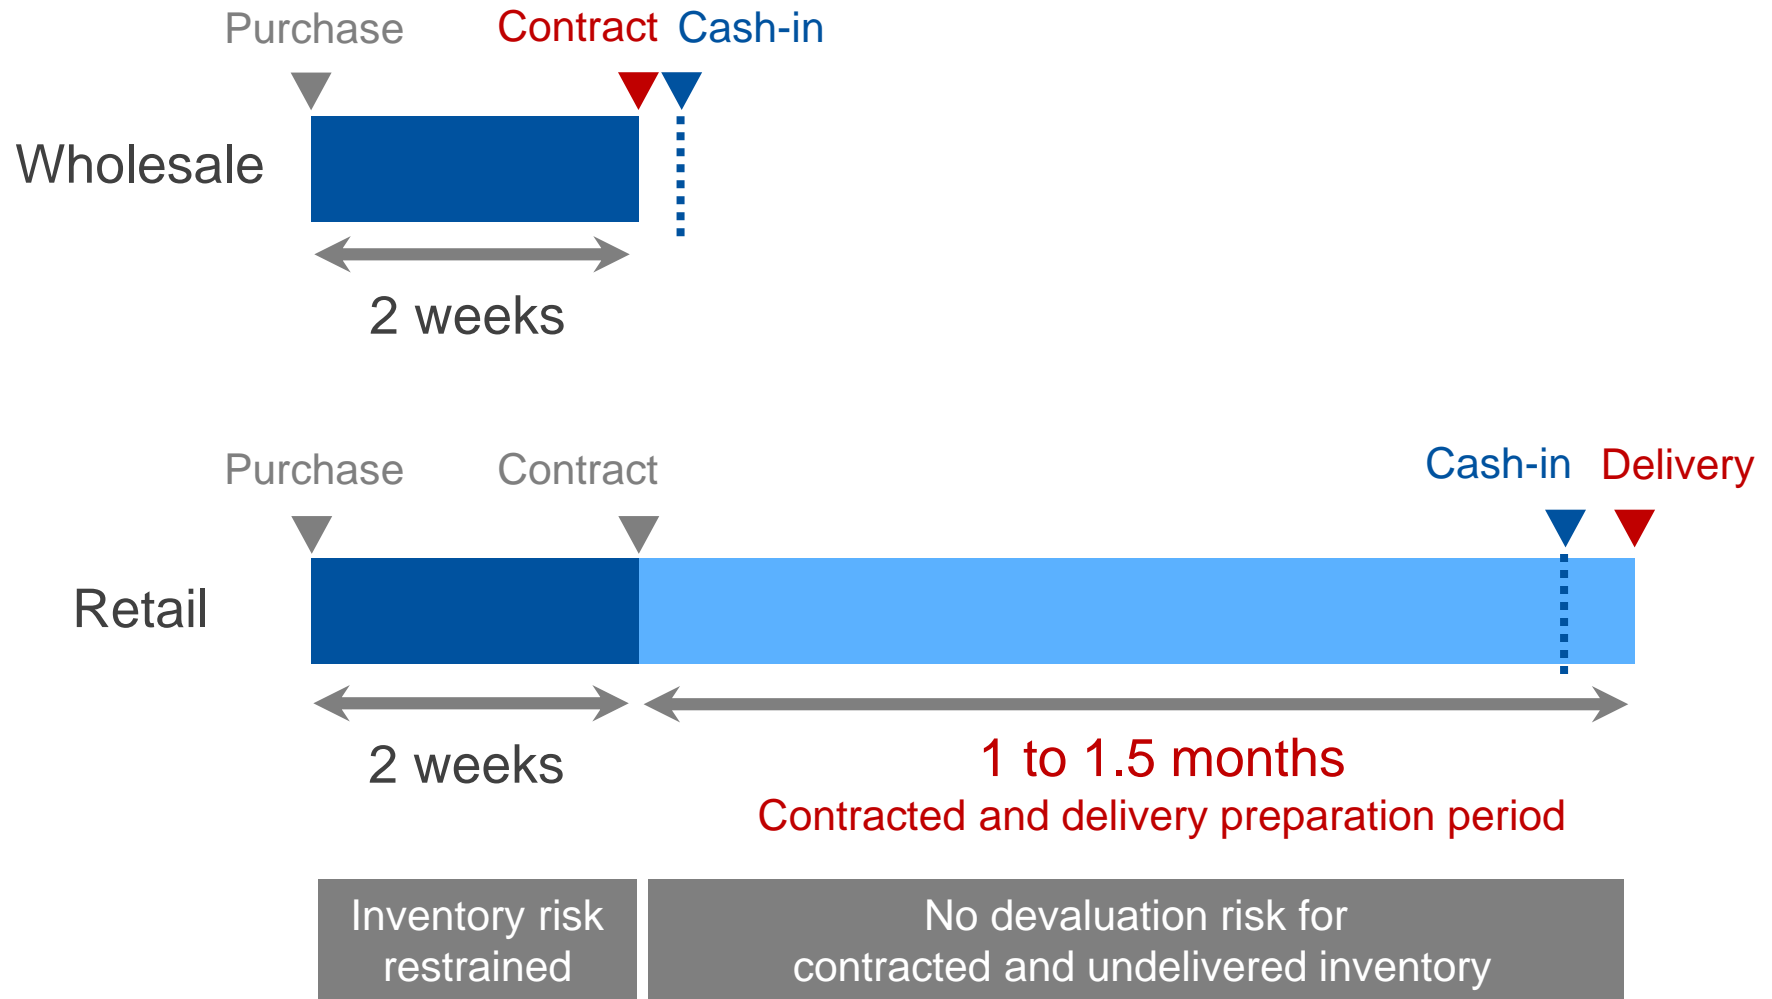 Purchase
Contract
Cash-in
Wholesale
2 weeks
Purchase
Contract
Cash-in
Delivery
Retail
2 weeks
1 to 1.5 months
Contracted and delivery preparation period
Inventory risk
restrained
No devaluation risk for
contracted and undelivered inventory